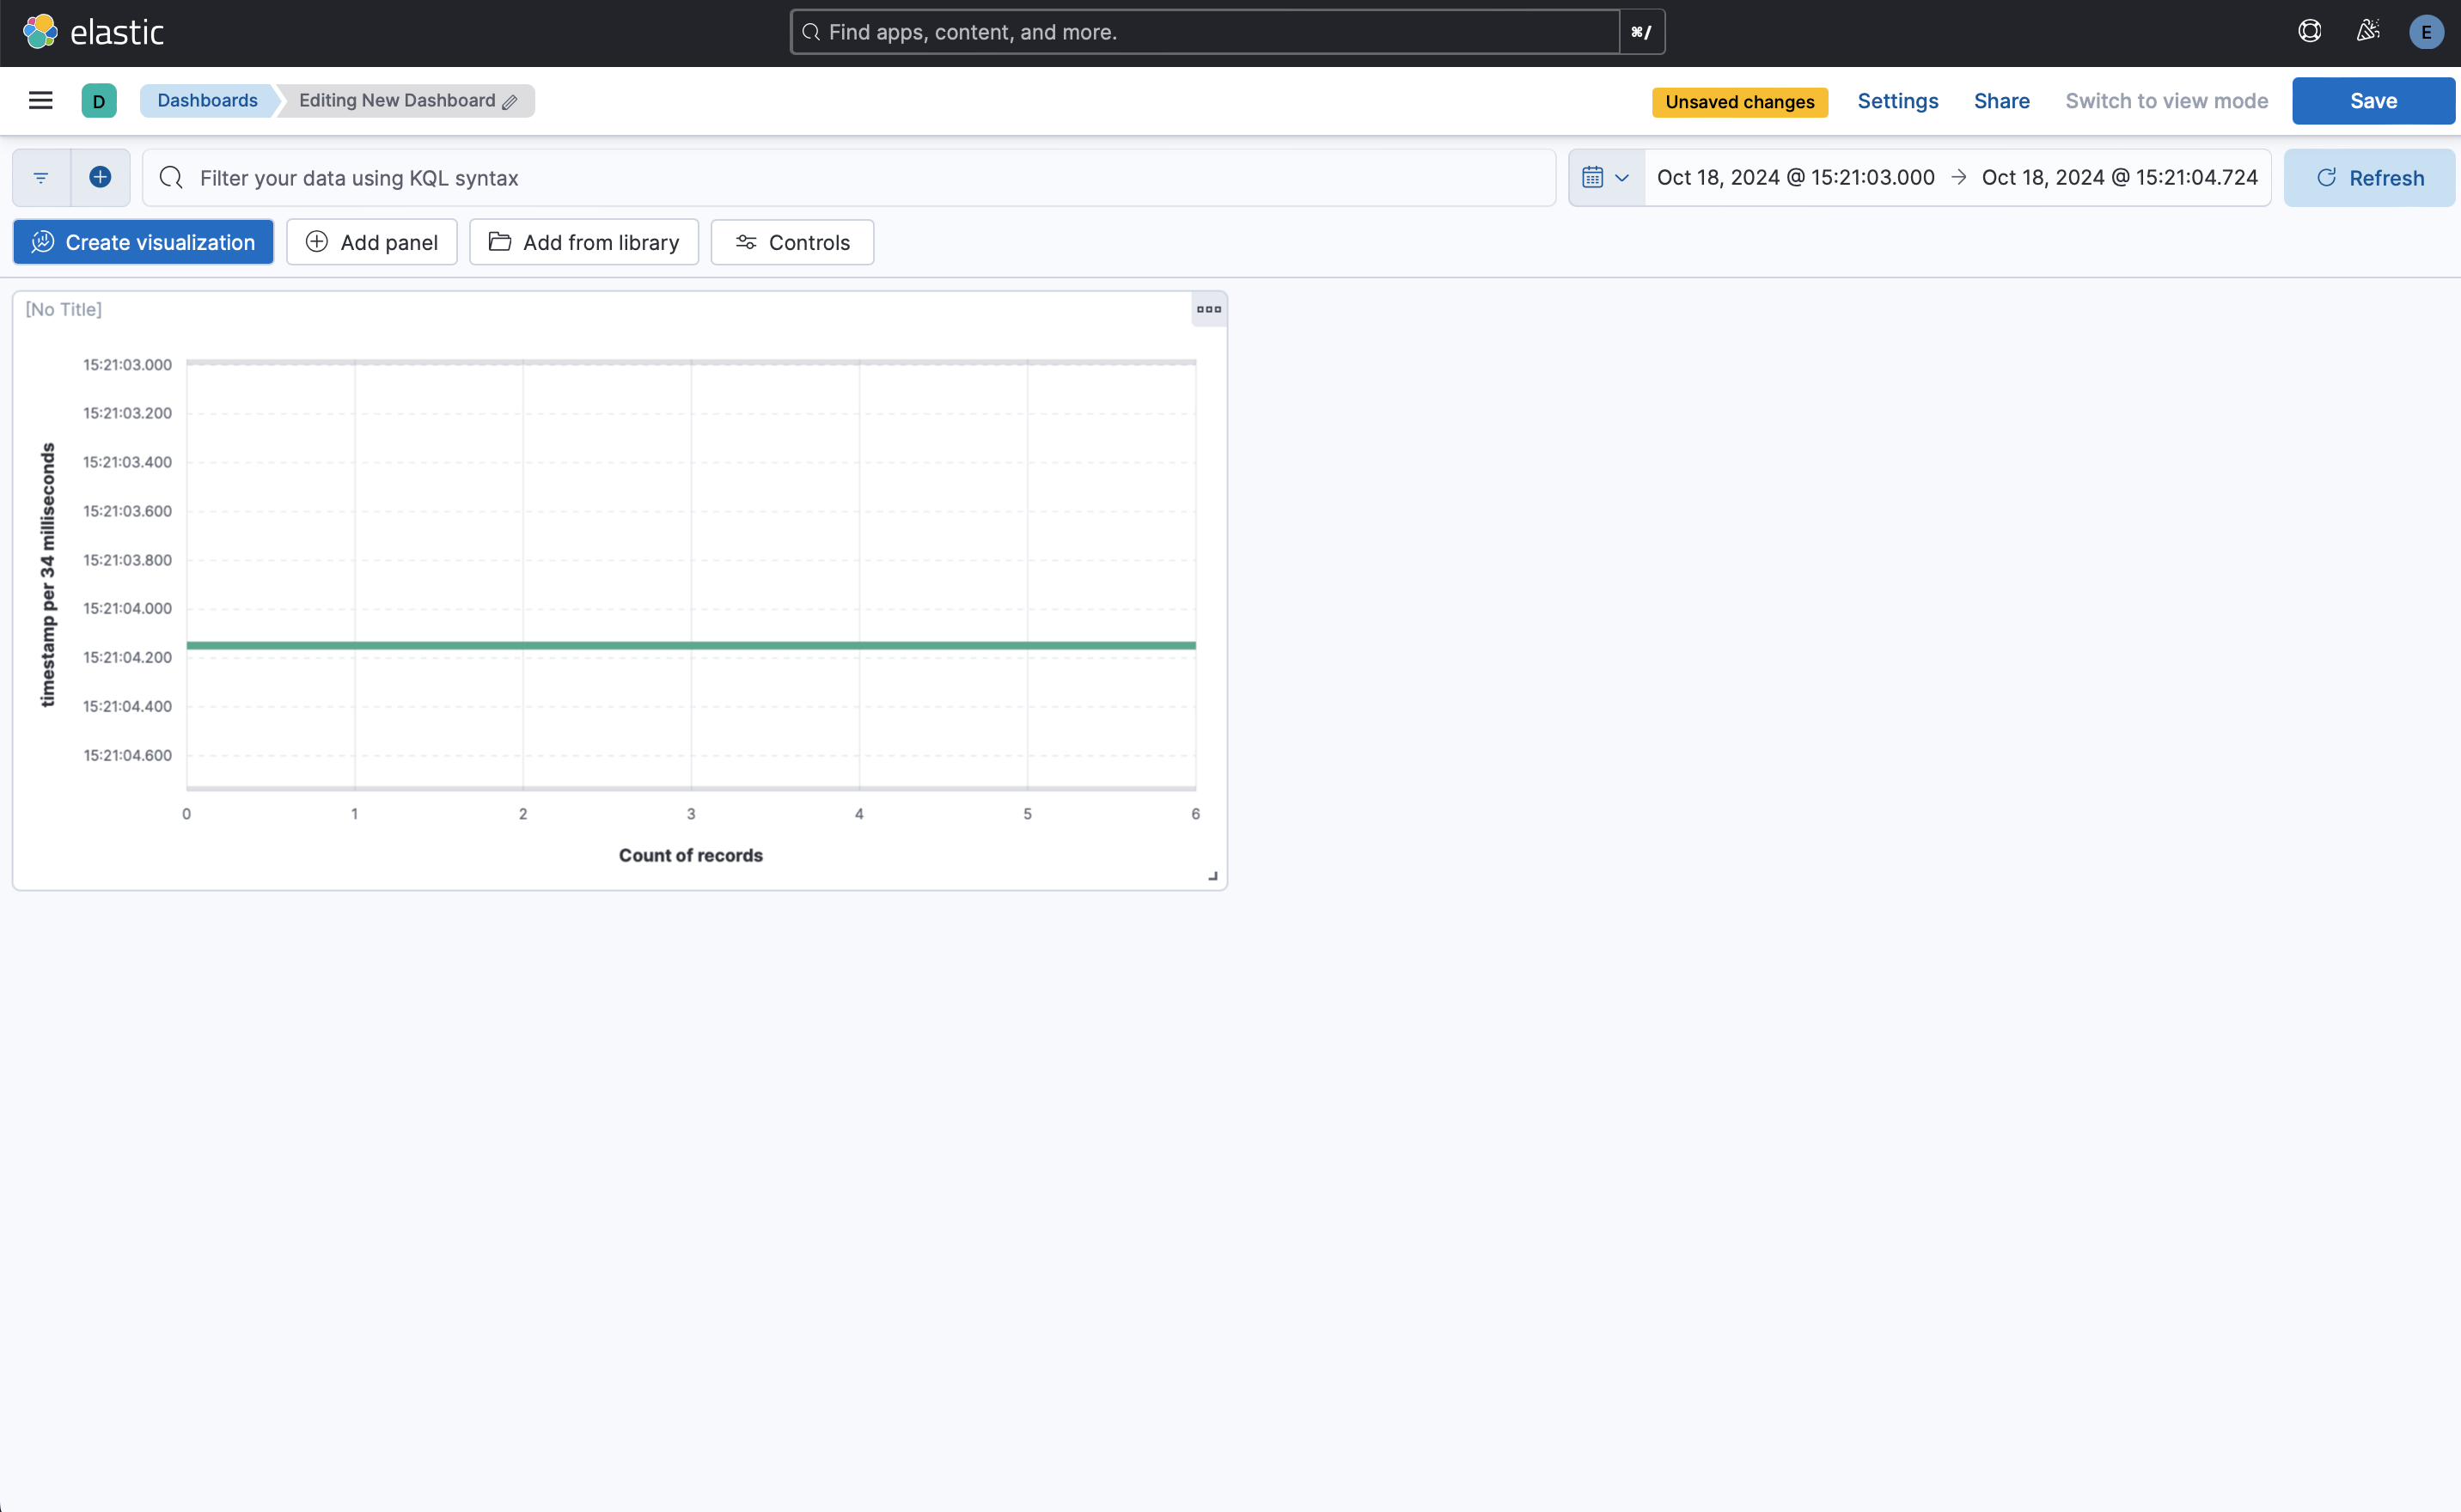 elastic
Find apps, content, and more.
⌘/
E
D
Dashboards
Editing New Dashboard
Unsaved changes
Settings
Share
Switch to view mode
Save
Filter your data using KQL syntax
Oct 18, 2024 @ 15:21:03.000 → Oct 18, 2024 @ 15:21:04.724
Refresh
Create visualization
Add panel
Add from library
Controls
[No Title]
timestamp per 34 milliseconds
15:21:03.000
15:21:03.200
15:21:03.400
15:21:03.600
15:21:03.800
15:21:04.000
15:21:04.200
15:21:04.400
15:21:04.600
0 1 2 3 4 5 6
Count of records